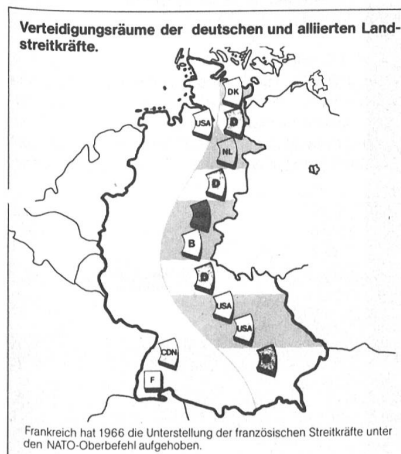 Verteidigungsräume der deutschen und alliierten Land-
streitkräfte.
DK
USA
D
NL
D
B
D
USA
USA
CDN
F
Frankreich hat 1966 die Unterstellung der französischen Streitkräfte unter
den NATO-Oberbefehl aufgehoben.